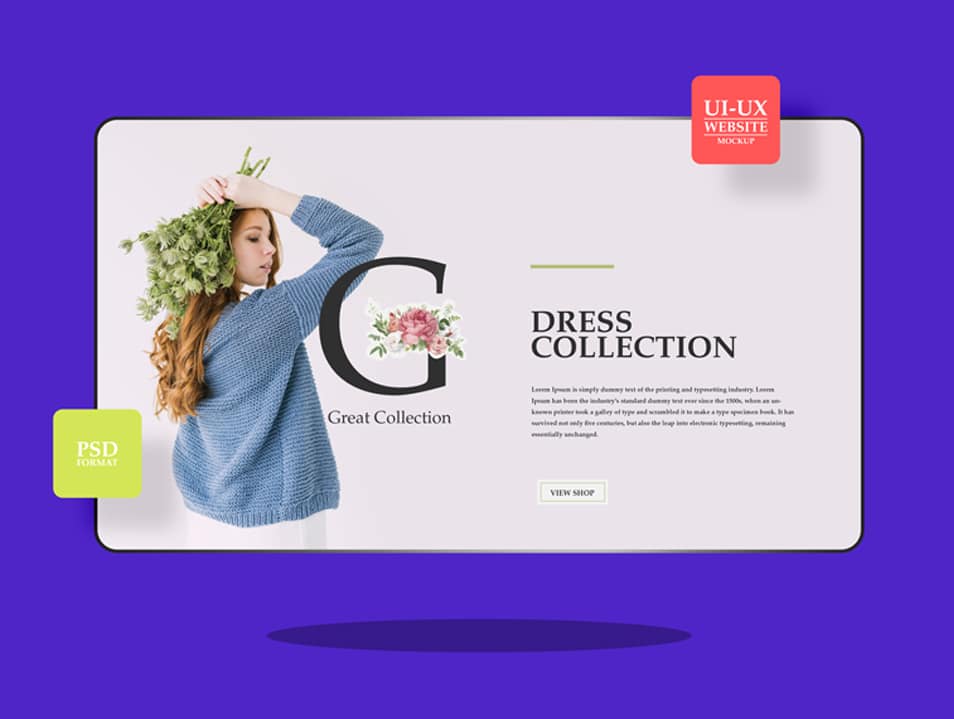 UI-UX
WEBSITE
MOCKUP
G
Great Collection
DRESS
COLLECTION
Lorem Ipsum is simply dummy text of the printing and typesetting industry. Lorem
Ipsum has been the industry's standard dummy text ever since the 1500s, when an un-
known printer took a galley of type and scrambled it to make a type specimen book. It has
survived not only five centuries, but also the leap into electronic typesetting, remaining
essentially unchanged.
VIEW SHOP
PSD
FORMAT